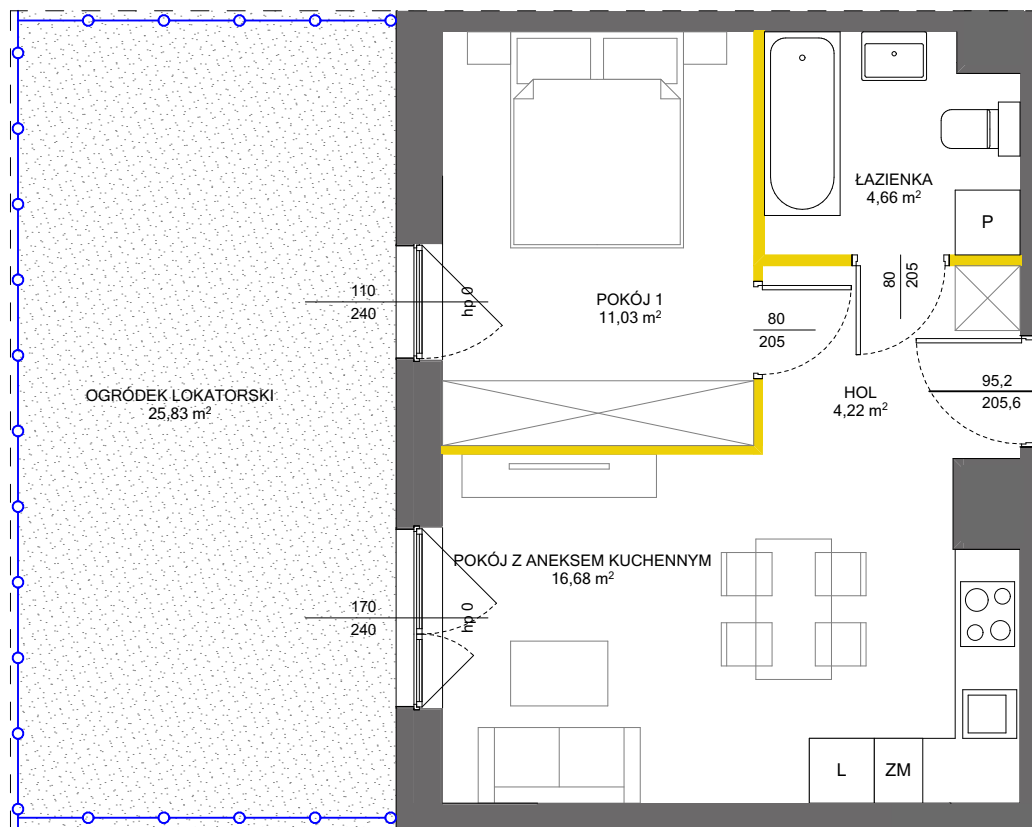 ŁAZIENKA
4,66 m²
P
80
205
110
240
hp 0
POKÓJ 1
11,03 m²
80
205
OGRÓDEK LOKATORSKI
25,83 m²
HOL
4,22 m²
95,2
205,6
POKÓJ Z ANEKSEM KUCHENNYM
16,68 m²
170
240
hp 0
L
ZM